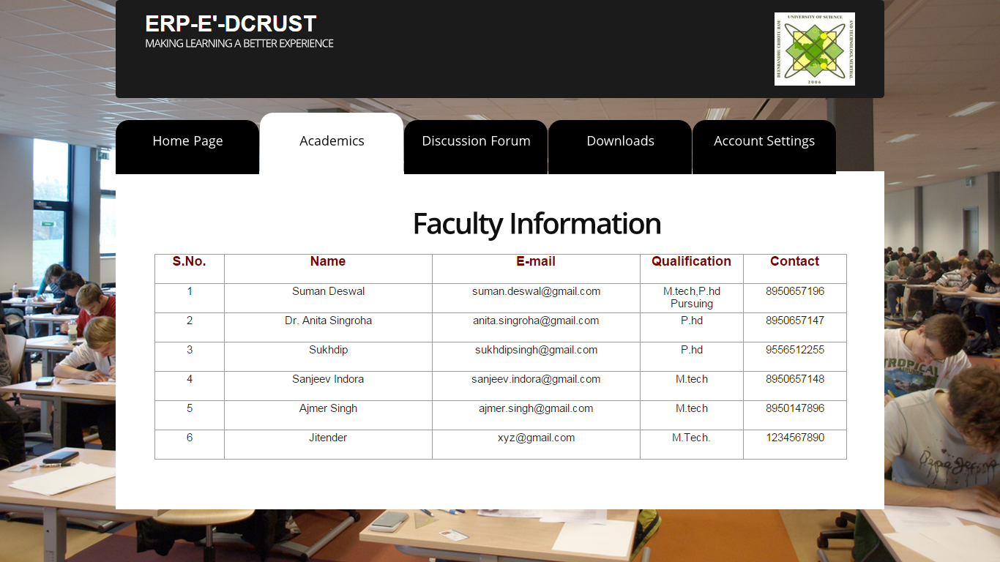 ERP-E'-DCRUST
MAKING LEARNING A BETTER EXPERIENCE
UNIVERSITY OF SCIENCE
AND TECHNOLOGY, MURTHAL
DEENBANDHU CHHOTU RAM
2006
Home Page Academics Discussion Forum Downloads Account Settings
Faculty Information
S.No. Name E-mail Qualification Contact
1 Suman Deswal suman.deswal@gmail.com M.tech,P.hd 8950657196
Pursuing
2 Dr. Anita Singroha anita.singroha@gmail.com P.hd 8950657147
3 Sukhdip sukhdipsingh@gmail.com P.hd 9556512255
4 Sanjeev Indora sanjeev.indora@gmail.com M.tech 8950657148
5 Ajmer Singh ajmer.singh@gmail.com M.tech 8950147896
6 Jitender xyz@gmail.com M.Tech. 1234567890
TROPICAL
Pepe Jeans